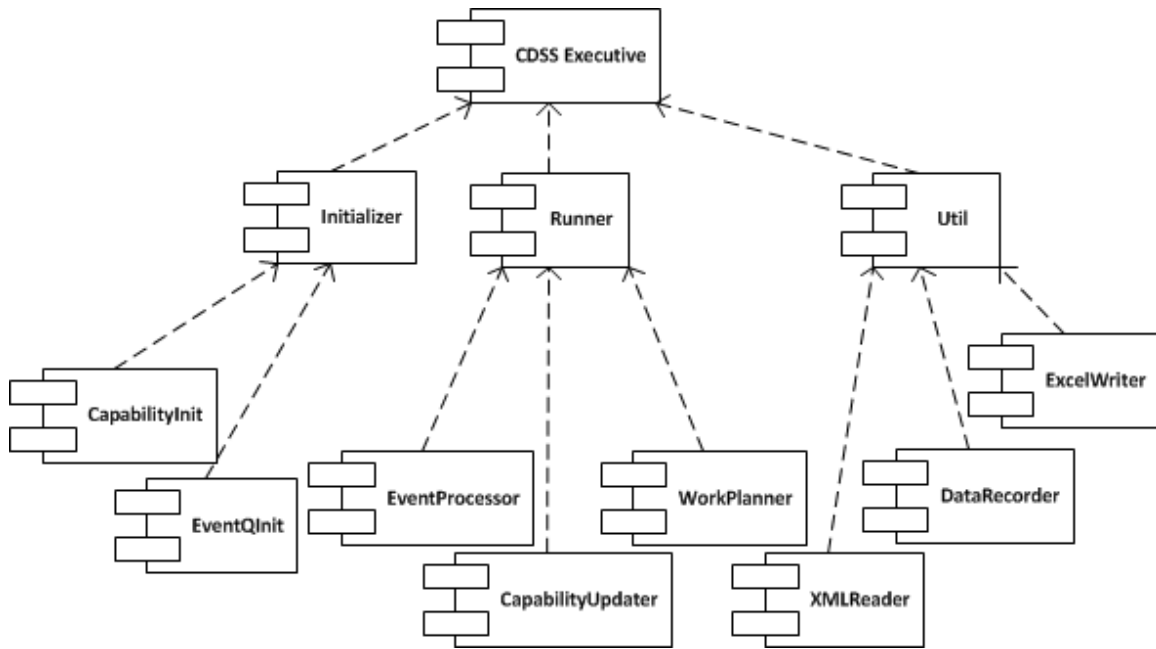 CDSS Executive
Initializer
Runner
Util
CapabilityInit
ExcelWriter
EventQInit
EventProcessor
WorkPlanner
DataRecorder
CapabilityUpdater
XMLReader